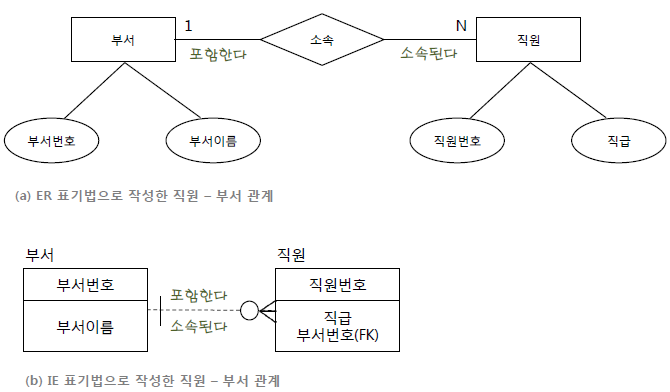 부서 1 소속 N 직원
포함한다 소속된다
부서번호 부서이름 직원번호 직급
(a) ER 표기법으로 작성한 직원 – 부서 관계
부서 직원
부서번호 포함한다 직원번호
부서이름 소속된다 직급
부서번호(FK)
(b) IE 표기법으로 작성한 직원 – 부서 관계